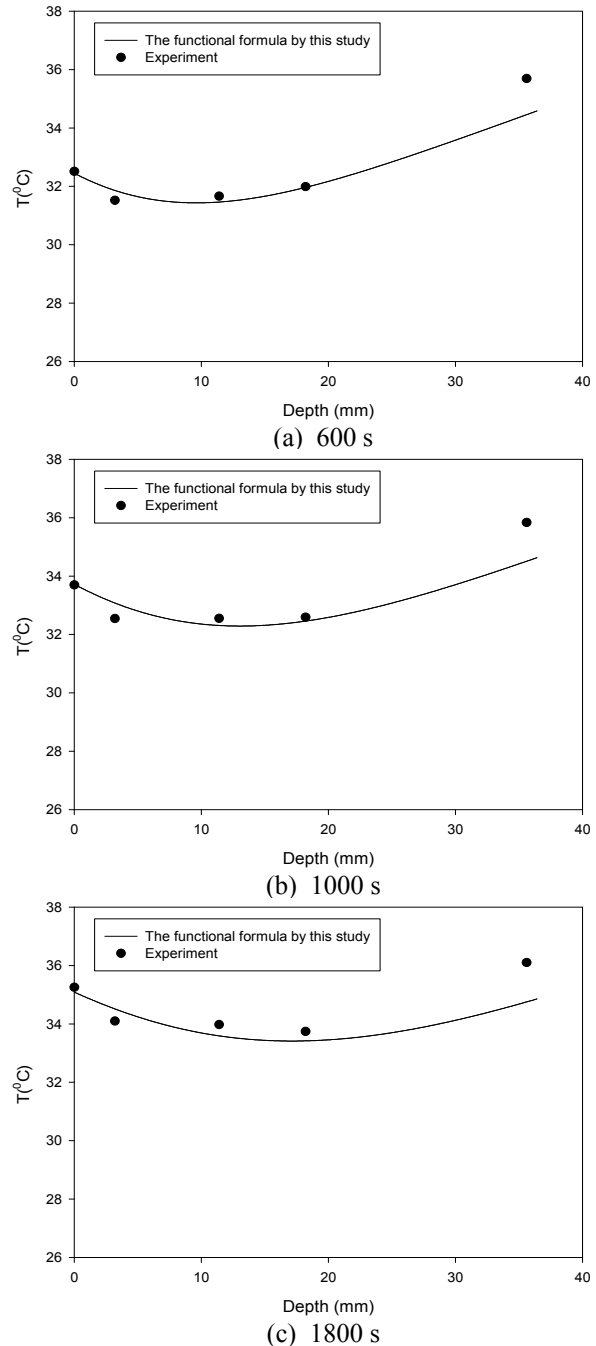 38
The functional formula by this study
Experiment
36
34
32
30
28
26
T(⁰C)
0 10 20 30 40
Depth (mm)
(a) 600 s
38
The functional formula by this study
Experiment
36
34
32
30
28
26
T(⁰C)
0 10 20 30 40
Depth (mm)
(b) 1000 s
38
The functional formula by this study
Experiment
36
34
32
30
28
26
T(⁰C)
0 10 20 30 40
Depth (mm)
(c) 1800 s